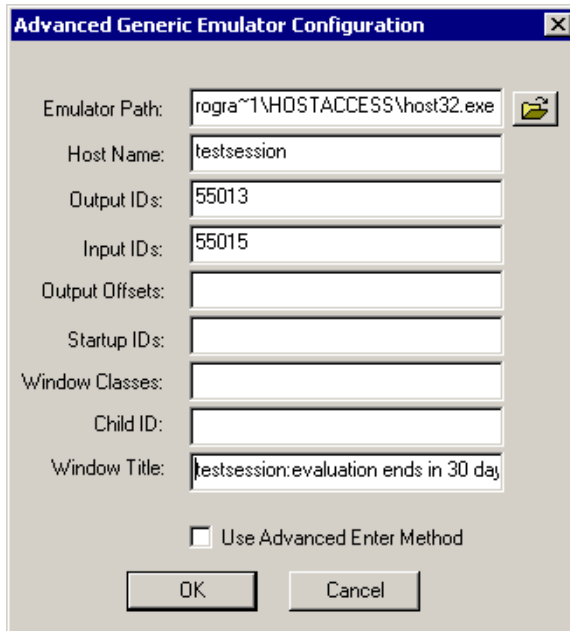 Advanced Generic Emulator Configuration
Emulator Path: rogra~1\HOSTACCESS\host32.exe
Host Name: testsession
Output IDs: 55013
Input IDs: 55015
Output Offsets:
Startup IDs:
Window Classes:
Child ID:
Window Title: testsession:evaluation ends in 30 day
Use Advanced Enter Method
OK Cancel